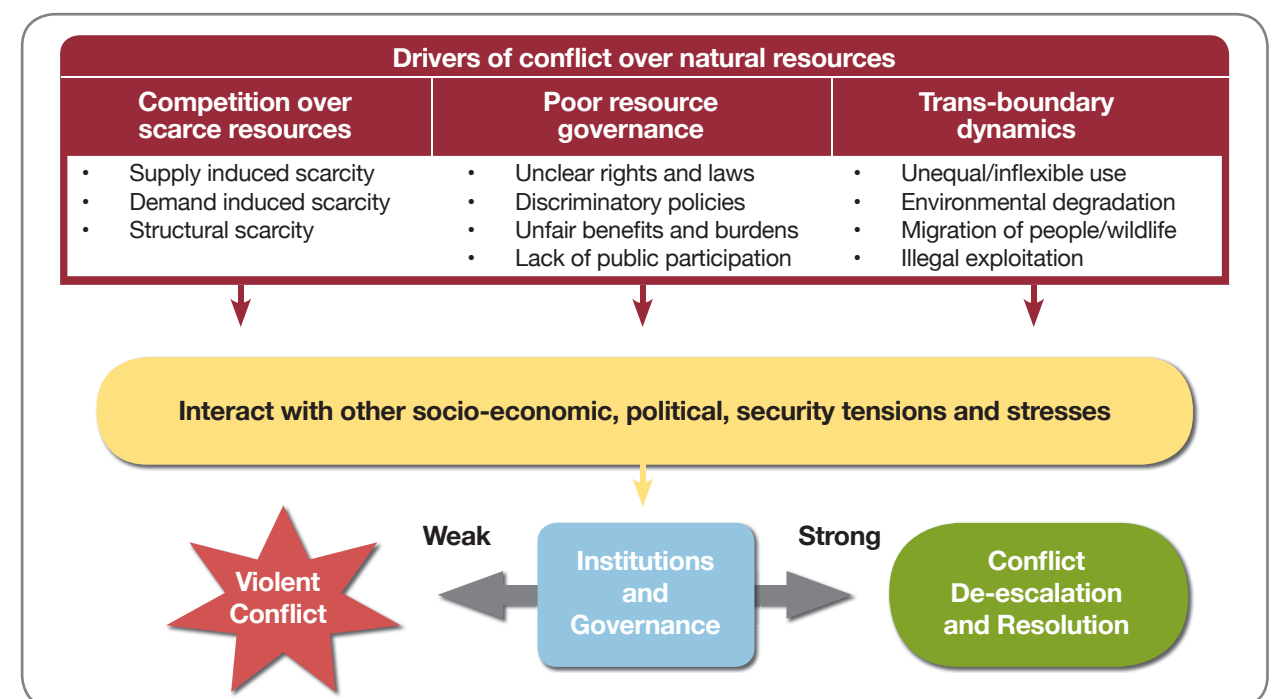 Drivers of conflict over natural resources
Competition over
scarce resources
Poor resource
governance
Trans-boundary
dynamics
• Supply induced scarcity
• Demand induced scarcity
• Structural scarcity
• Unclear rights and laws
• Discriminatory policies
• Unfair benefits and burdens
• Lack of public participation
• Unequal/inflexible use
• Environmental degradation
• Migration of people/wildlife
• Illegal exploitation
Interact with other socio-economic, political, security tensions and stresses
Violent
Conflict
Weak
Institutions
and
Governance
Strong
Conflict
De-escalation
and Resolution